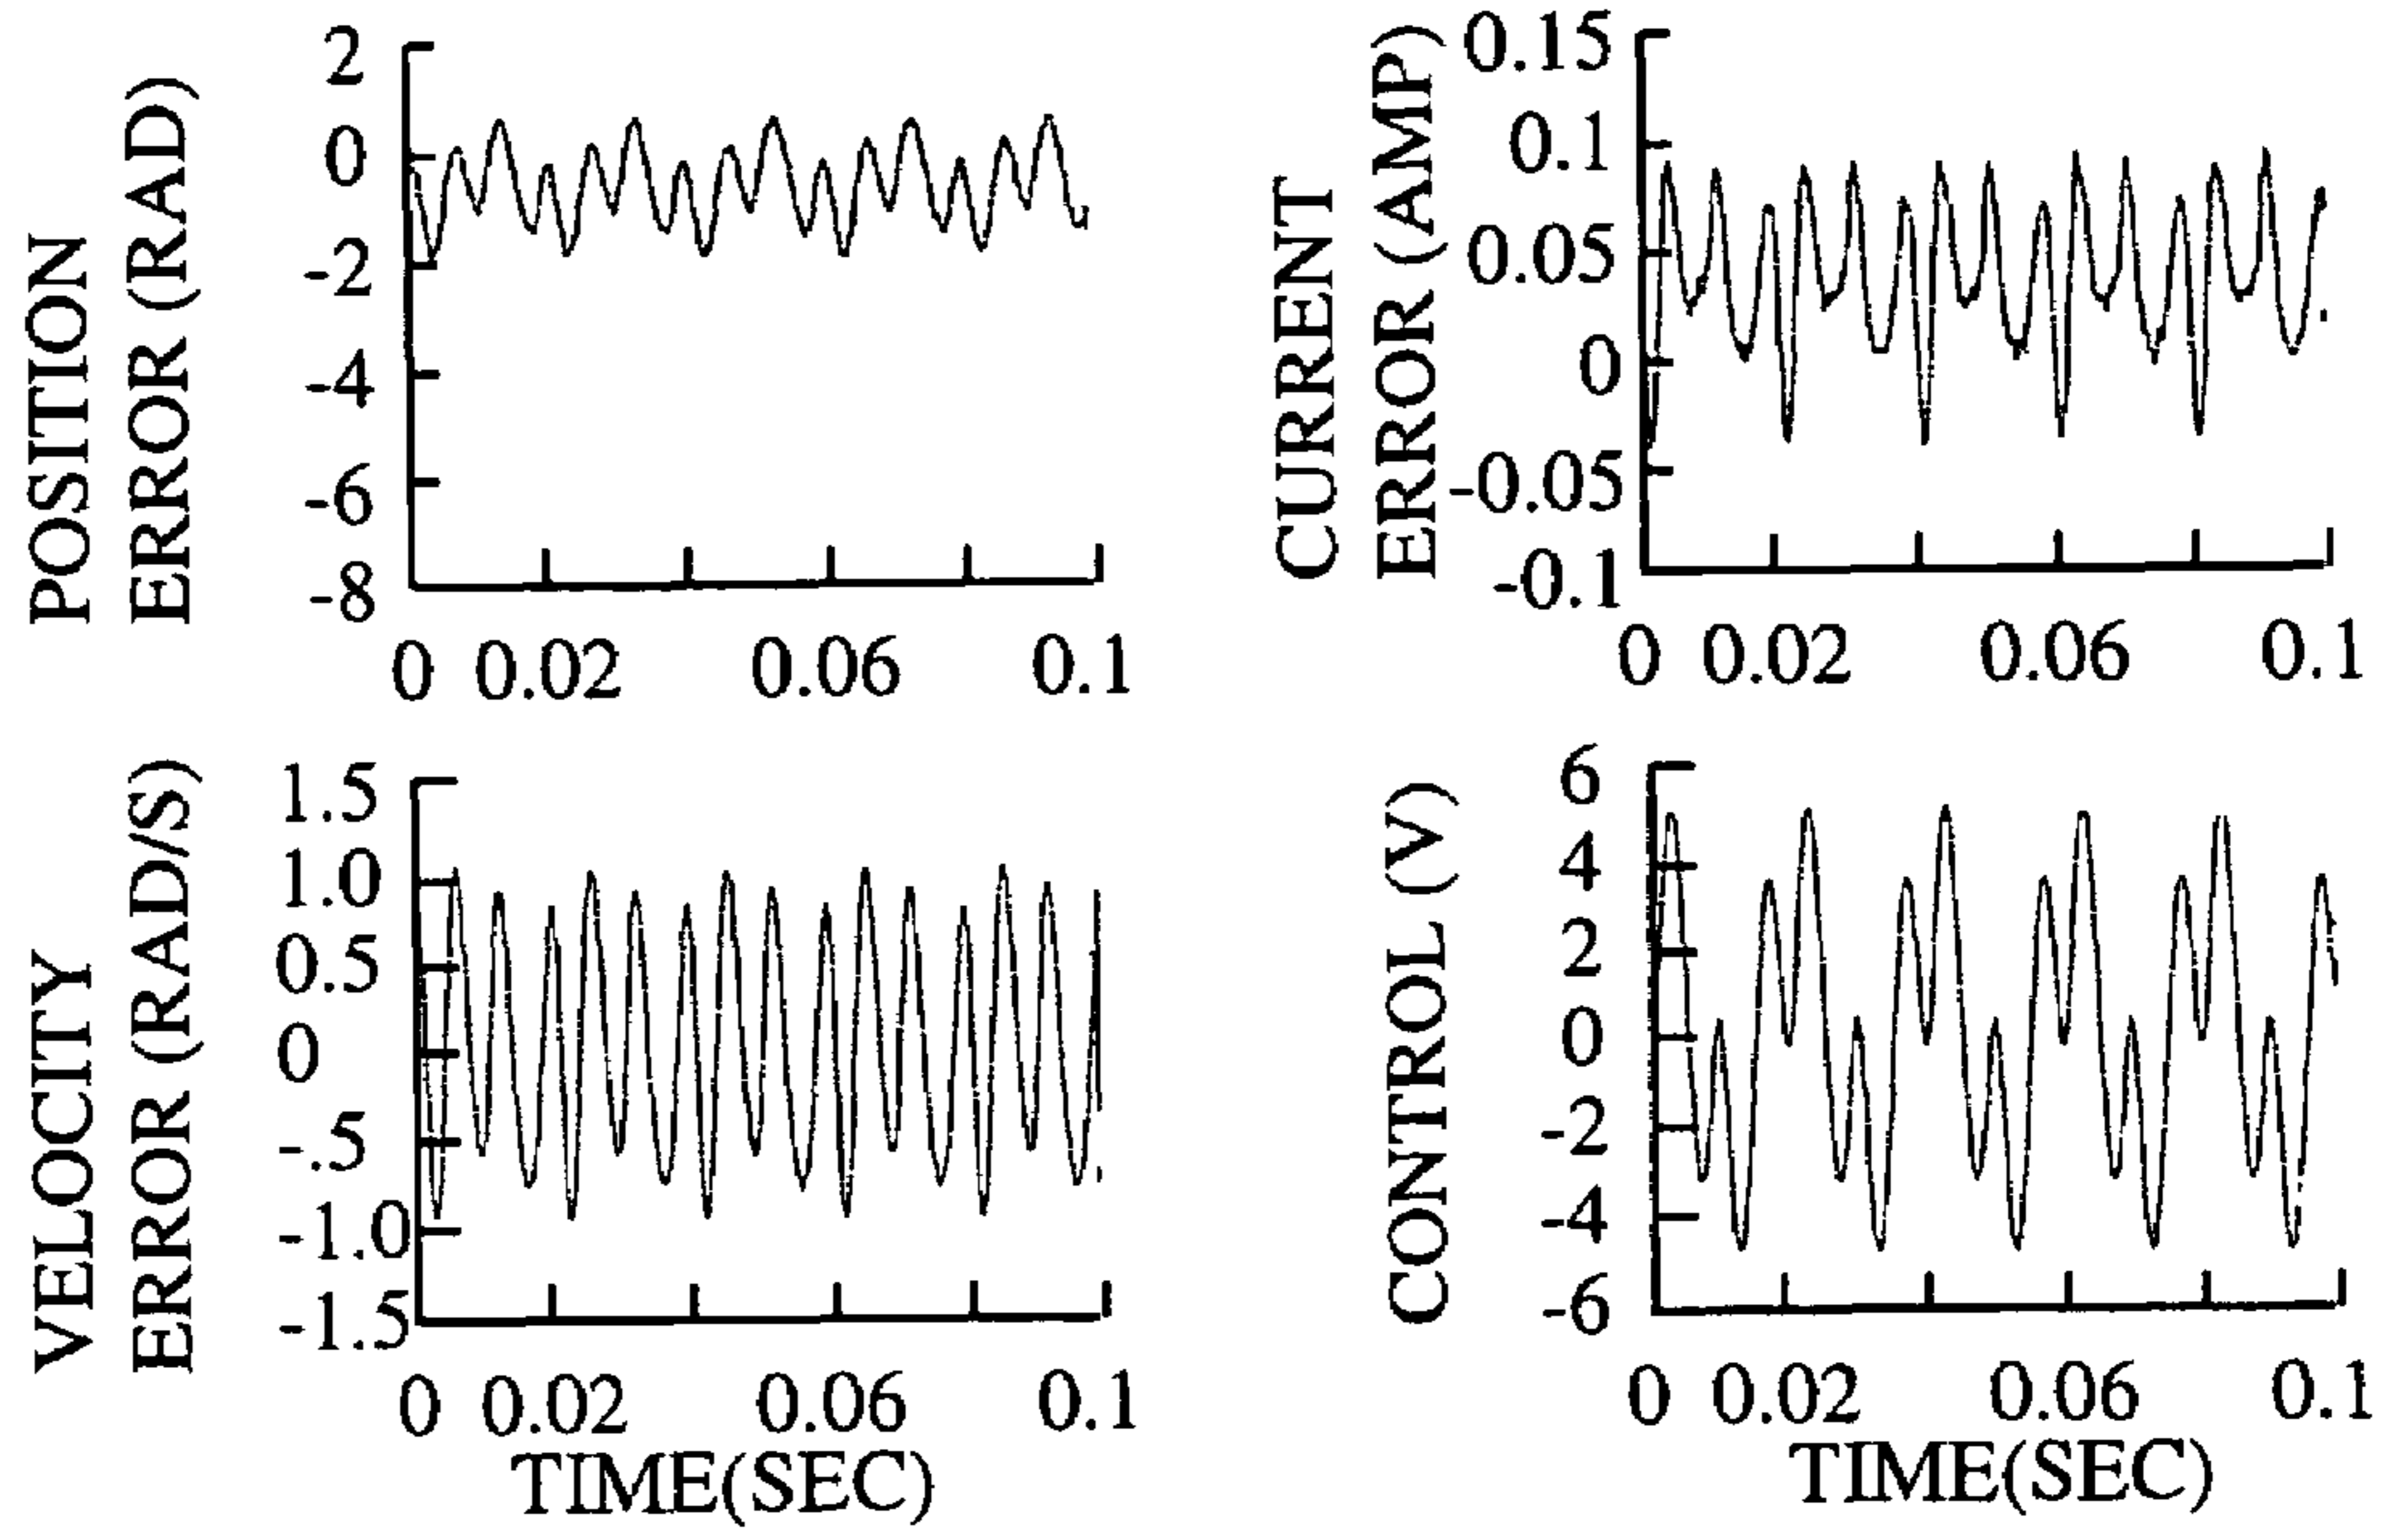 POSITION
ERROR (RAD)
2
0
-2
-4
-6
-8
0 0.02 0.06 0.1
CURRENT
ERROR (AMP)
0.15
0.1
0.05
0
-0.05
-0.1
0 0.02 0.06 0.1
VELOCITY
ERROR (RAD/S)
1.5
1.0
0.5
0
-.5
-1.0
-1.5
0 0.02 0.06 0.1
TIME(SEC)
CONTROL (V)
6
4
2
0
-2
-4
-6
0 0.02 0.06 0.1
TIME(SEC)